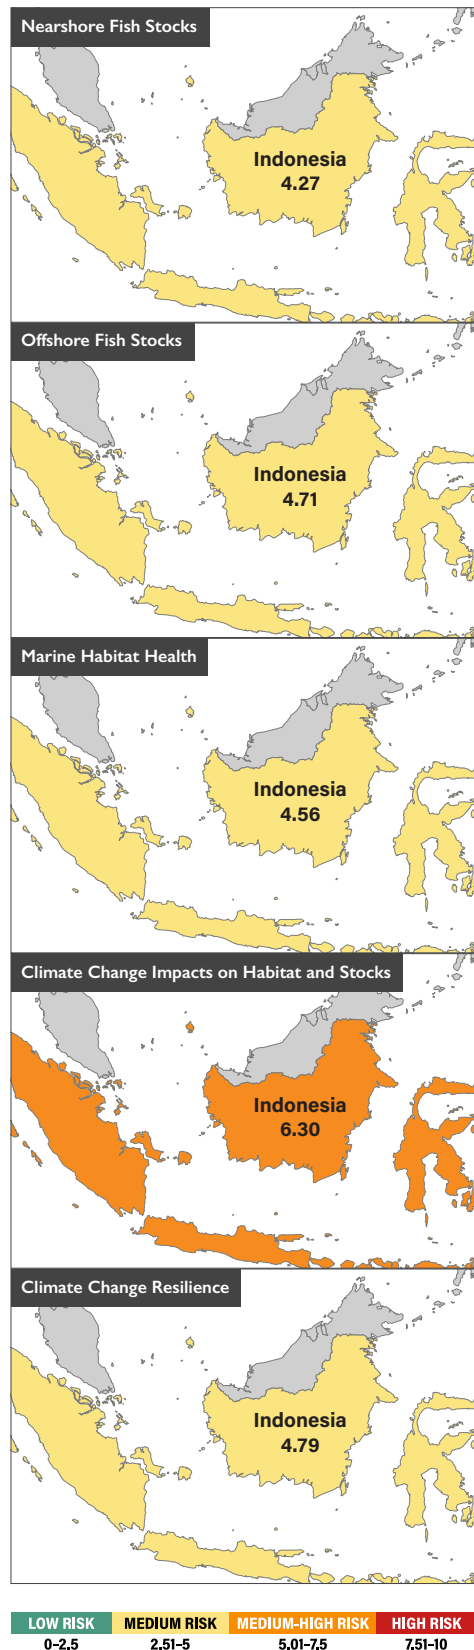 Nearshore Fish Stocks
Indonesia
4.27
Offshore Fish Stocks
Indonesia
4.71
Marine Habitat Health
Indonesia
4.56
Climate Change Impacts on Habitat and Stocks
Indonesia
6.30
Climate Change Resilience
Indonesia
4.79
LOW RISK MEDIUM RISK MEDIUM-HIGH RISK HIGH RISK
0–2.5 2.51–5 5.01–7.5 7.51–10